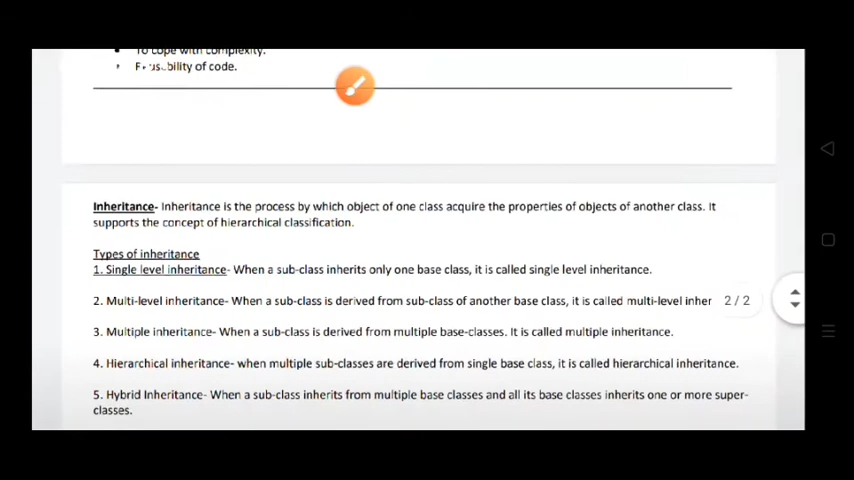 To cope with complexity.
of code.
Inheritance- Inheritance is the process by which object of one class acquire the properties of objects of another class. It
supports the concept of hierarchical classification.
Types of inheritance
1. Single level inheritance- When a sub-class inherits only one base class, it is called single level inheritance.
2. Multi-level inheritance- When a sub-class is derived from sub-class of another base class, it is called multi-level inher
2/2
3. Multiple inheritance- When a sub-class is derived from multiple base-classes. It is called multiple inheritance.
4. Hierarchical inheritance- when multiple sub-classes are derived from single base class, it is called hierarchical inheritance.
5. Hybrid Inheritance- When a sub-class inherits from multiple base classes and all its base classes inherits one or more super-
classes.